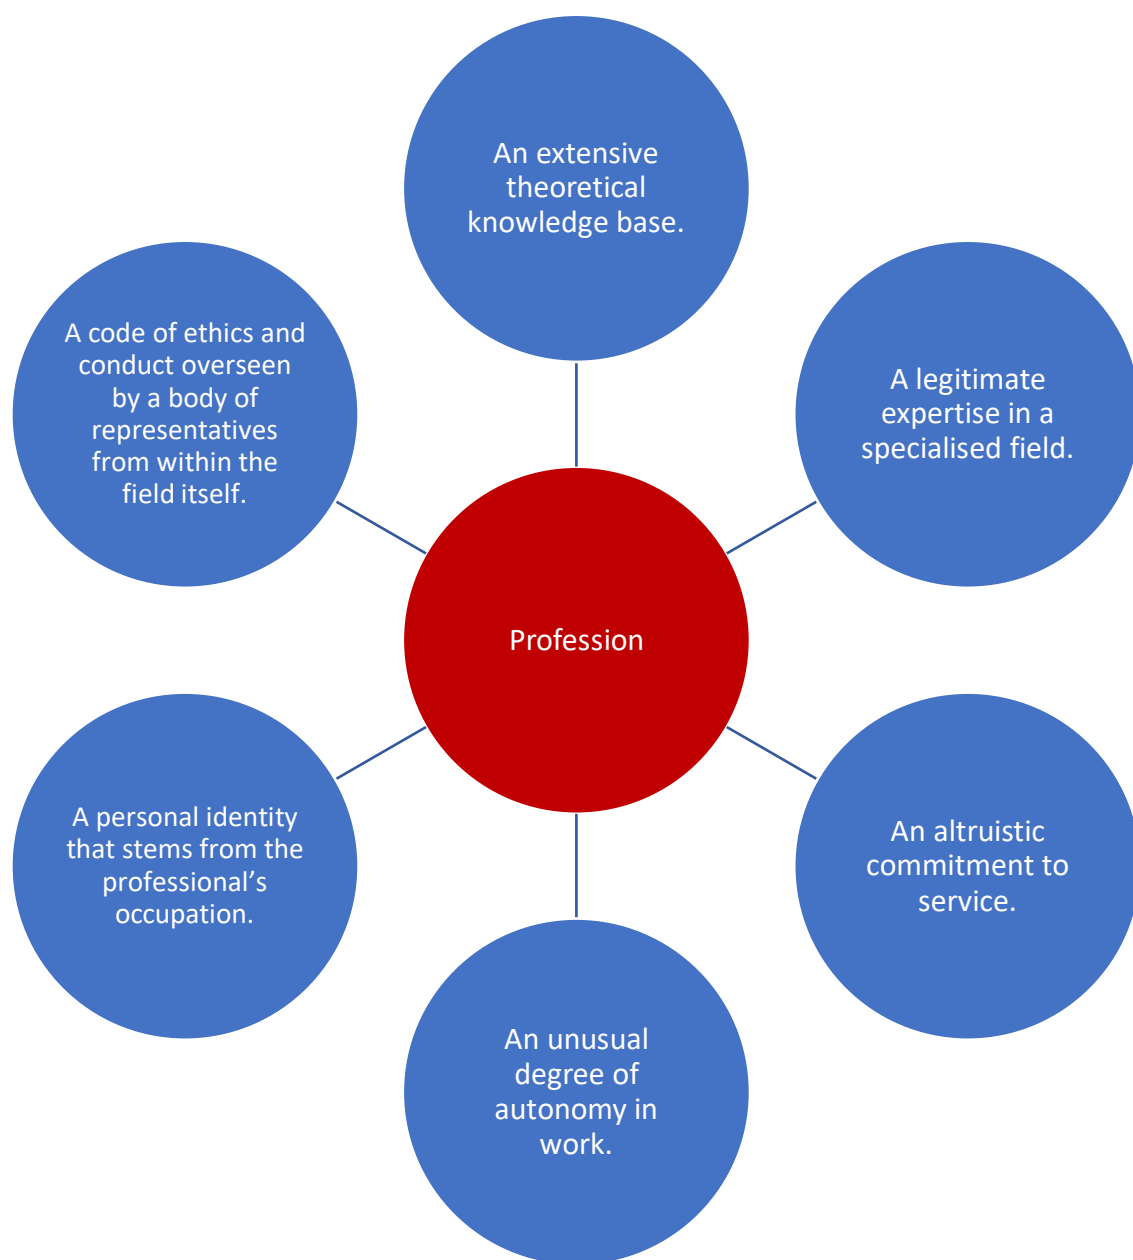 An extensive
theoretical
knowledge base.
A legitimate
expertise in a
specialised field.
An altruistic
commitment to
service.
An unusual
degree of
autonomy in
work.
A personal identity
that stems from the
professional’s
occupation.
A code of ethics and
conduct overseen
by a body of
representatives
from within the
field itself.
Profession